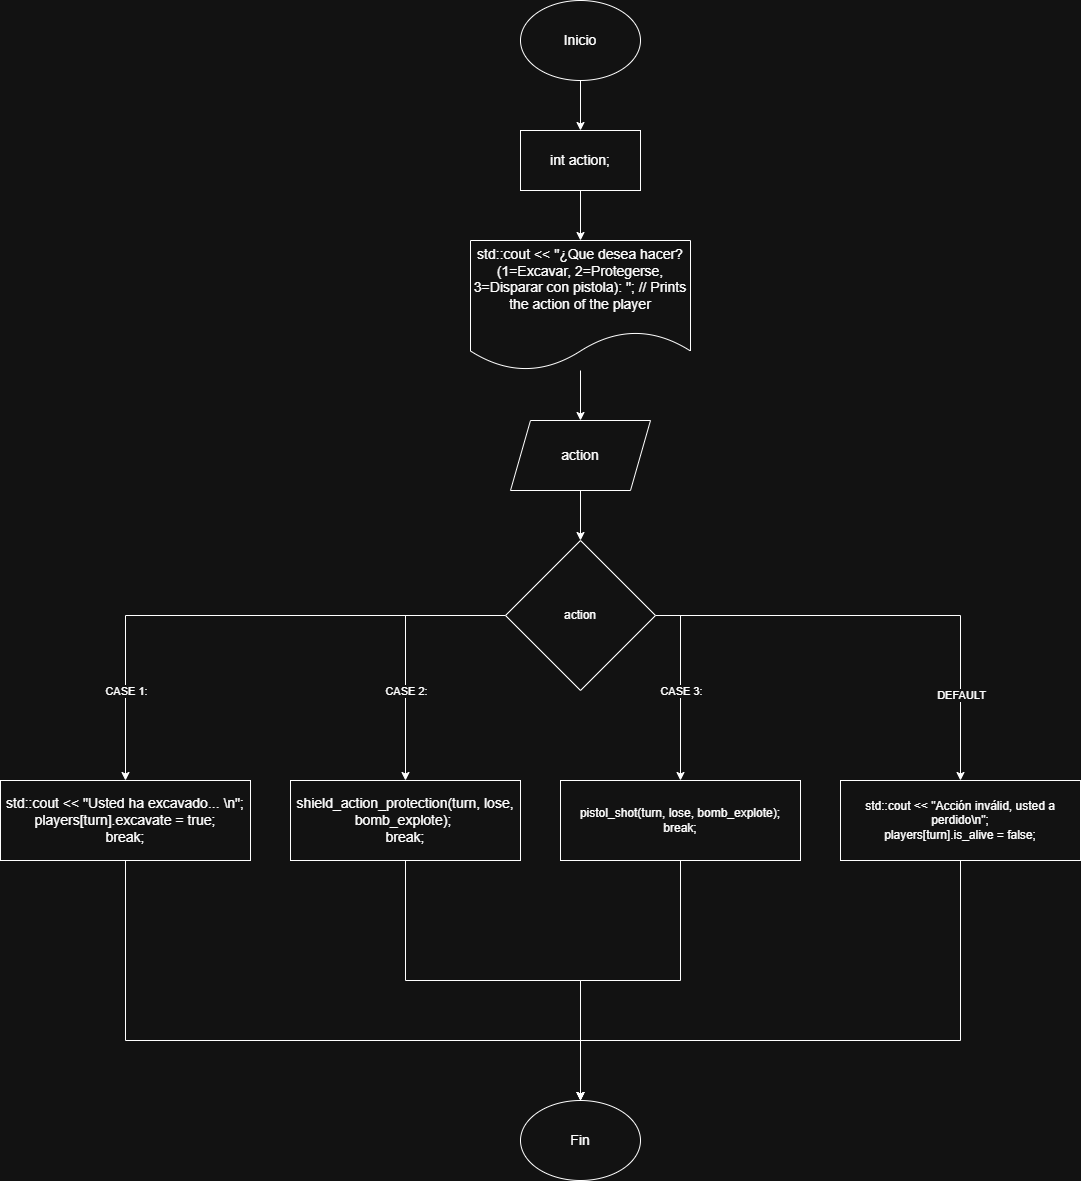 Inicio
int action;
std::cout << "¿Que desea hacer?
(1=Excavar, 2=Protegerse,
3=Disparar con pistola): "; // Prints
the action of the player
action
action
CASE 1:
CASE 2:
CASE 3:
DEFAULT
std::cout << "Usted ha excavado... \n";
players[turn].excavate = true;
break;
shield_action_protection(turn, lose,
bomb_explote);
break;
pistol_shot(turn, lose, bomb_explote);
break;
std::cout << "Acción inválid, usted a
perdido\n";
players[turn].is_alive = false;
Fin